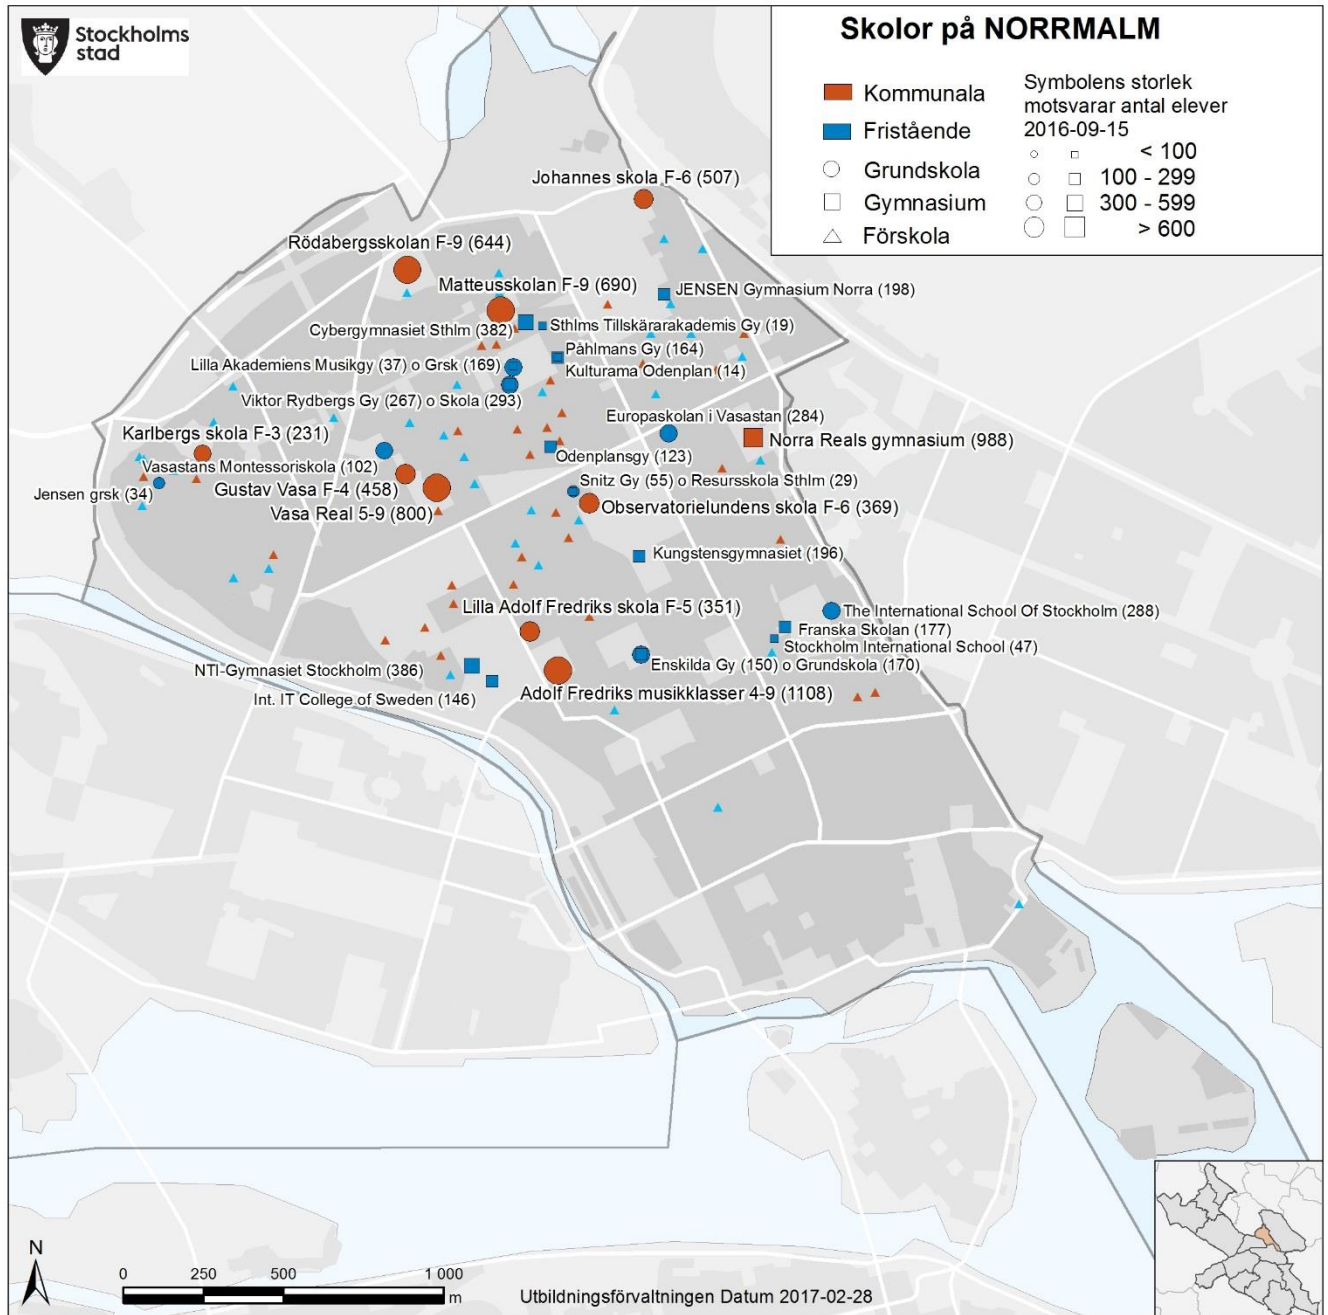 Stockholms
stad
Skolor på NORRMALM
Kommunala
Fristående
Grundskola
Gymnasium
Förskola
Symbolens storlek
motsvarar antal elever
2016-09-15
< 100
100 - 299
300 - 599
> 600
Johannes skola F-6 (507)
Rödabergsskolan F-9 (644)
Matteusskolan F-9 (690)
JENSEN Gymnasium Norra (198)
Cybergymnasiet Sthlm (382)
Sthlms Tillskärarakademis Gy (19)
Påhlmans Gy (164)
Lilla Akademiens Musikgy (37) o Grsk (169)
Kulturama Odenplan (14)
Viktor Rydbergs Gy (267) o Skola (293)
Europaskolan i Vasastan (284)
Karlbergs skola F-3 (231)
Norra Reals gymnasium (988)
Odenplansgy (123)
Vasastans Montessoriskola (102)
Snitz Gy (55) o Resursskola Sthlm (29)
Gustav Vasa F-4 (458)
Jensen grsk (34)
Observatorielundens skola F-6 (369)
Vasa Real 5-9 (800)
Kungstensgymnasiet (196)
Lilla Adolf Fredriks skola F-5 (351)
The International School Of Stockholm (288)
Franska Skolan (177)
Stockholm International School (47)
Enskilda Gy (150) o Grundskola (170)
NTI-Gymnasiet Stockholm (386)
Adolf Fredriks musikklasser 4-9 (1108)
Int. IT College of Sweden (146)
N
0 250 500 1 000
m
Utbildningsförvaltningen Datum 2017-02-28